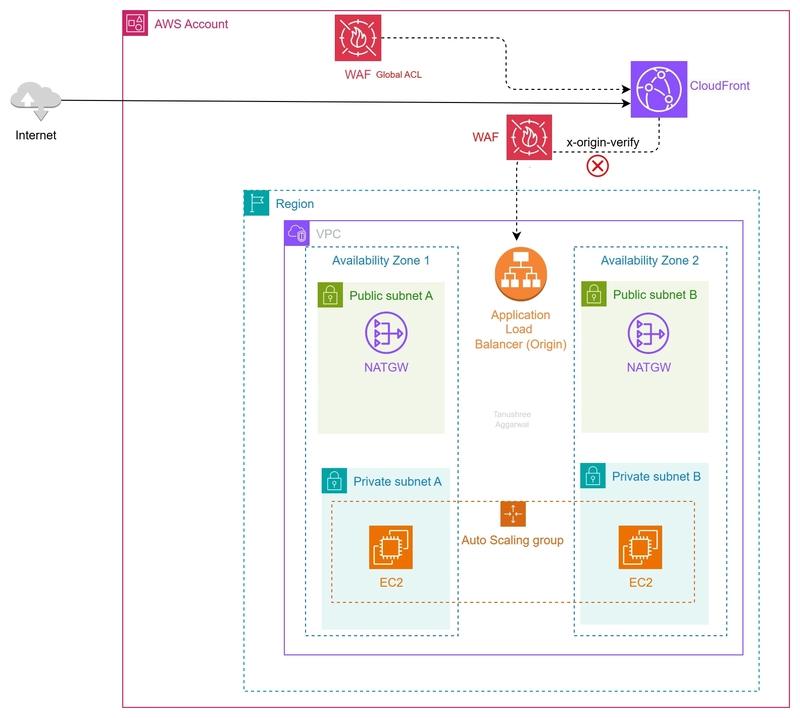 AWS Account
WAF Global ACL
CloudFront
Internet
WAF
x-origin-verify
Region
VPC
Availability Zone 1
Availability Zone 2
Public subnet A
Public subnet B
NATGW
NATGW
Application
Load
Balancer (Origin)
Tanushree
Aggarwal
Private subnet A
Private subnet B
Auto Scaling group
EC2
EC2